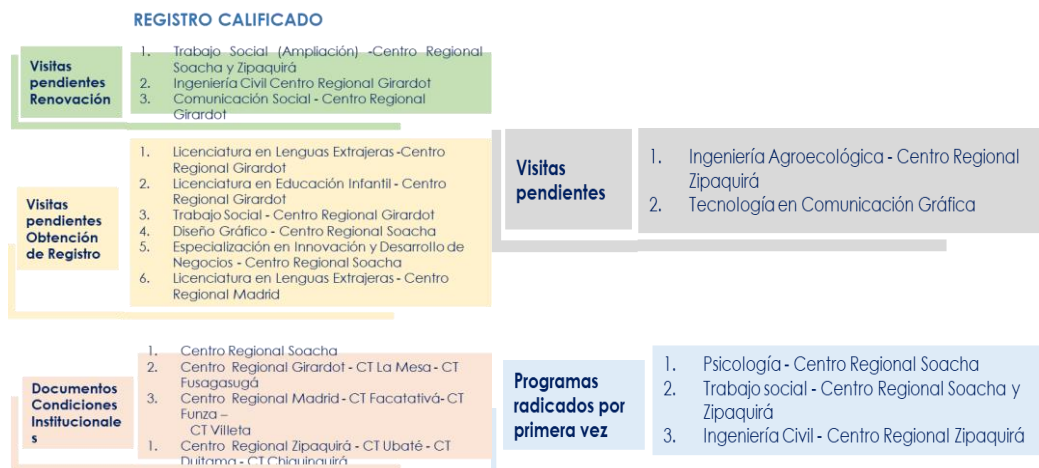 REGISTRO CALIFICADO
Visitas
pendientes
Renovación
1. Trabajo Social (Ampliación) -Centro Regional
Soacha y Zipaquirá
2. Ingeniería Civil Centro Regional Girardot
3. Comunicación Social - Centro Regional
Girardot
Visitas
pendientes
Obtención
de Registro
1. Licenciatura en Lenguas Extrajeras -Centro
Regional Girardot
2. Licenciatura en Educación Infantil - Centro
Regional Girardot
3. Trabajo Social - Centro Regional Girardot
4. Diseño Gráfico - Centro Regional Soacha
5. Especialización en Innovación y Desarrollo de
Negocios - Centro Regional Soacha
6. Licenciatura en Lenguas Extrajeras - Centro
Regional Madrid
Visitas
pendientes
1. Ingeniería Agroecológica - Centro Regional
Zipaquirá
2. Tecnología en Comunicación Gráfica
Documentos
Condiciones
Institucionale
s
1. Centro Regional Soacha
2. Centro Regional Girardot - CT La Mesa - CT
Fusagasugá
3. Centro Regional Madrid - CT Facatativá- CT
Funza –
CT Villeta
1. Centro Regional Zipaquirá - CT Ubaté - CT
Duitama - CT Chiquinquirá
Programas
radicados por
primera vez
1. Psicología - Centro Regional Soacha
2. Trabajo social - Centro Regional Soacha y
Zipaquirá
3. Ingeniería Civil - Centro Regional Zipaquirá